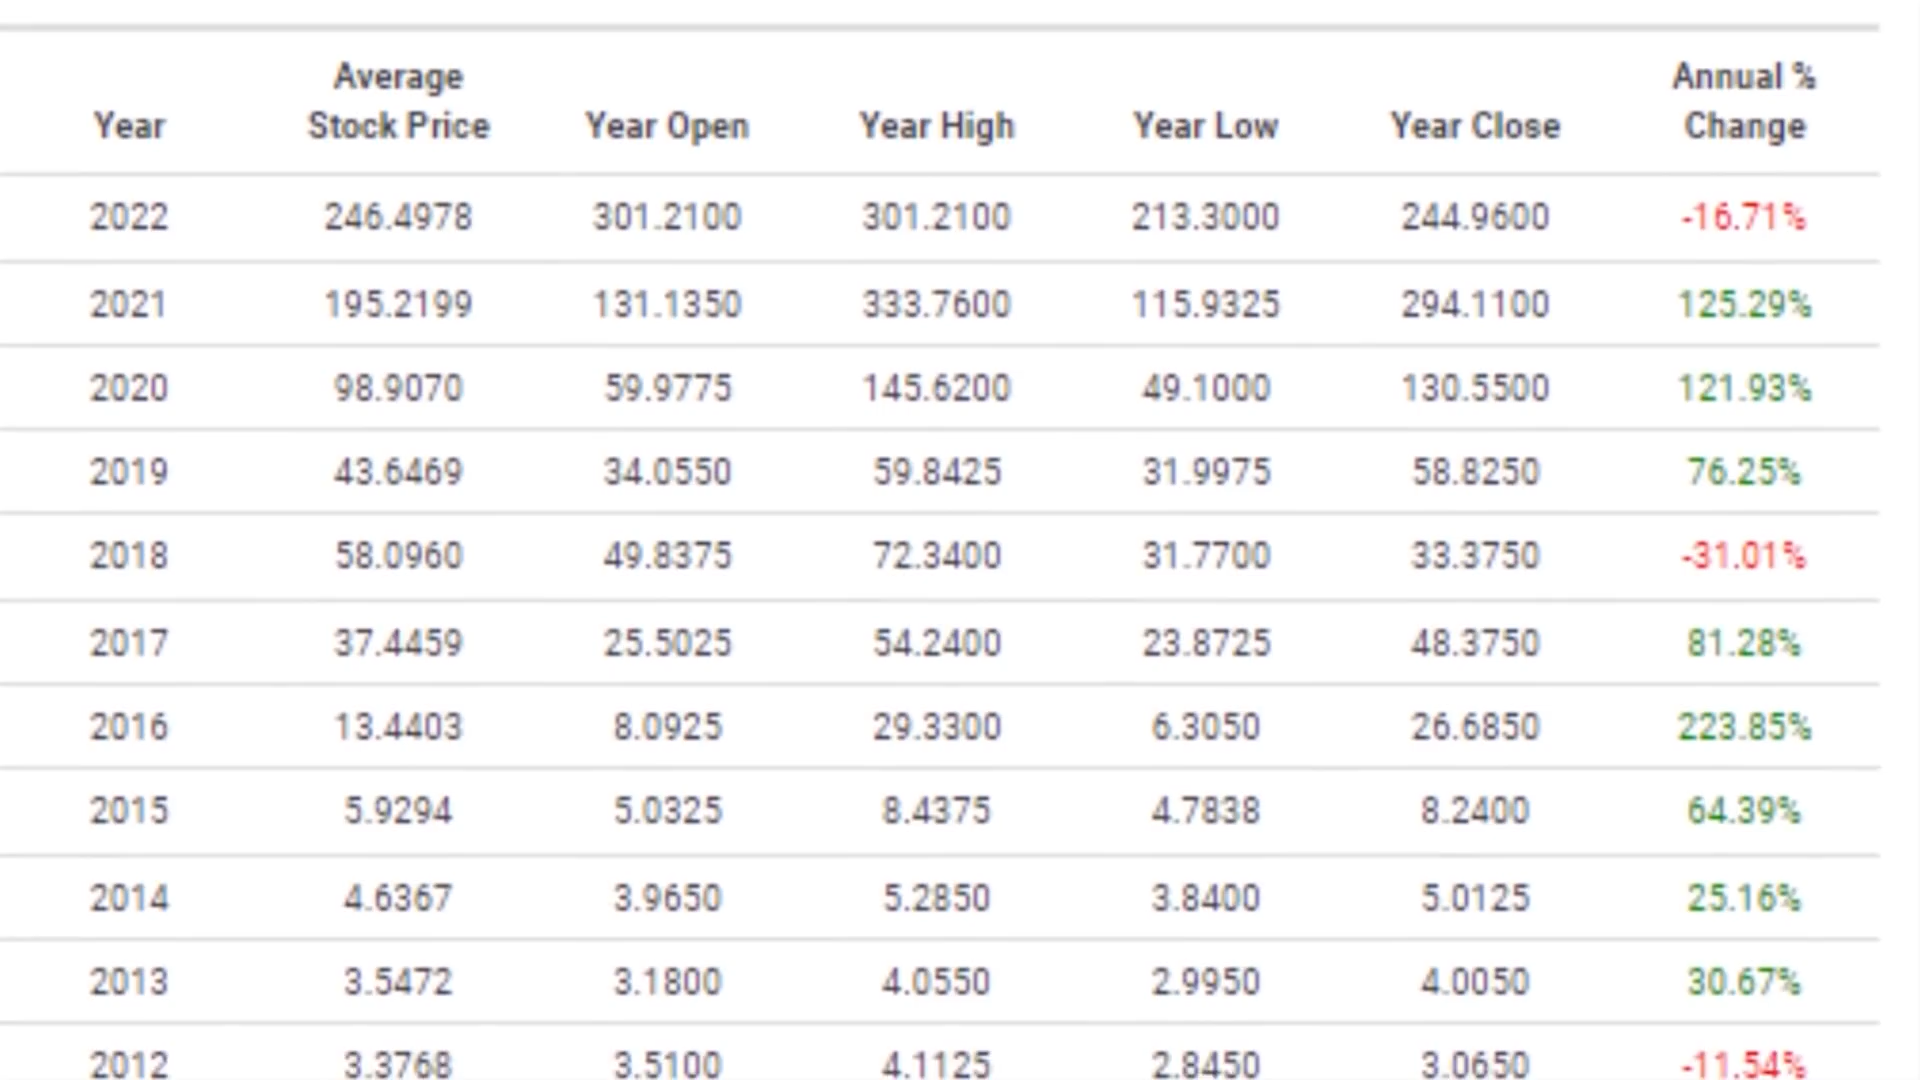 Year Average Stock Price Year Open Year High Year Low Year Close Annual % Change
2022 246.4978 301.2100 301.2100 213.3000 244.9600 -16.71%
2021 195.2199 131.1350 333.7600 115.9325 294.1100 125.29%
2020 98.9070 59.9775 145.6200 49.1000 130.5500 121.93%
2019 43.6469 34.0550 59.8425 31.9975 58.8250 76.25%
2018 58.0960 49.8375 72.3400 31.7700 33.3750 -31.01%
2017 37.4459 25.5025 54.2400 23.8725 48.3750 81.28%
2016 13.4403 8.0925 29.3300 6.3050 26.6850 223.85%
2015 5.9294 5.0325 8.4375 4.7838 8.2400 64.39%
2014 4.6367 3.9650 5.2850 3.8400 5.0125 25.16%
2013 3.5472 3.1800 4.0550 2.9950 4.0050 30.67%
2012 3.3768 3.5100 4.1125 2.8450 3.0650 -11.54%